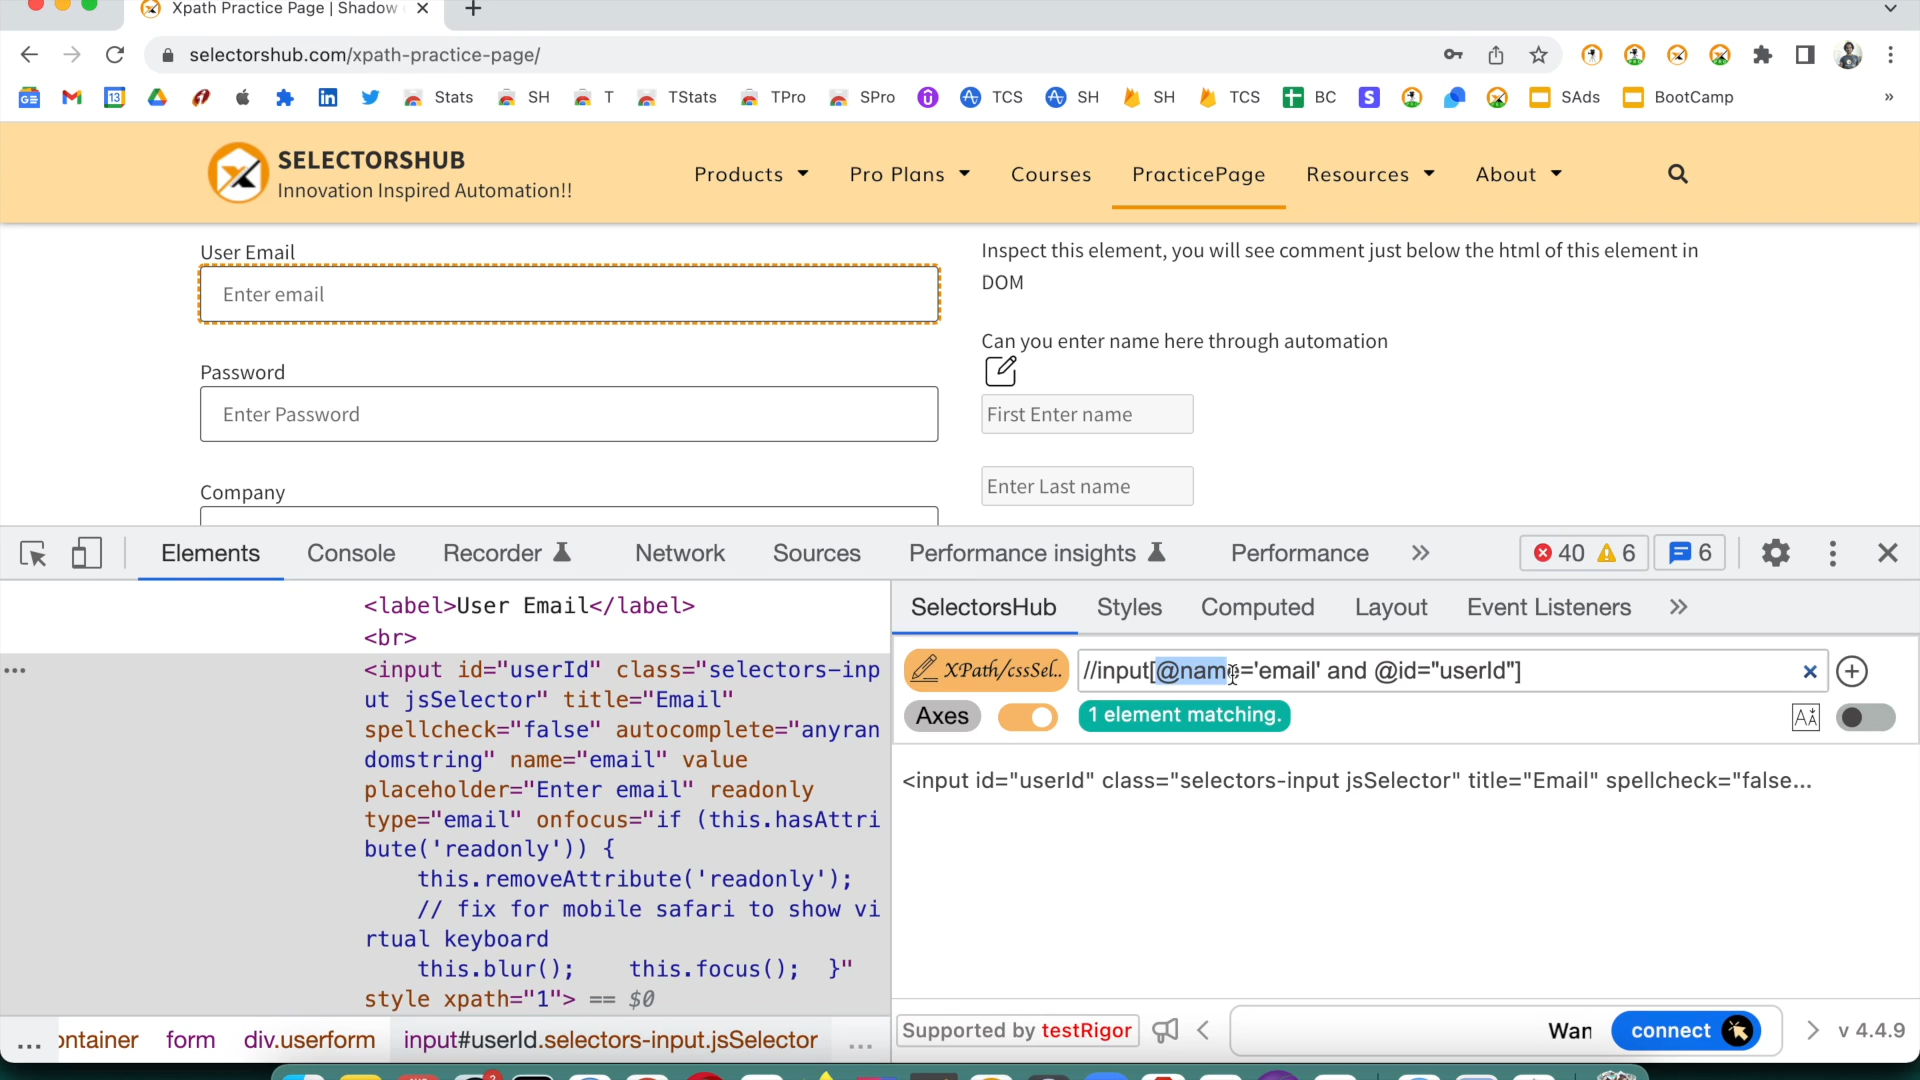 Xpath Practice Page | Shadow
selectorshub.com/xpath-practice-page/
13 Stats SH T TStats TPro SPro TCS SH SH TCS BC S SAds BootCamp »
SELECTORSHUB
Innovation Inspired Automation!!
Products Pro Plans Courses PracticePage Resources About
User Email
Enter email
Password
Enter Password
Company
Inspect this element, you will see comment just below the html of this element in
DOM
Can you enter name here through automation
First Enter name
Enter Last name
Elements Console Recorder Network Sources Performance insights Performance » 40 6 6
<label>User Email</label>
<br>
<input id="userId" class="selectors-inp
ut jsSelector" title="Email"
spellcheck="false" autocomplete="anyran
domstring" name="email" value
placeholder="Enter email" readonly
type="email" onfocus="if (this.hasAttri
bute('readonly')) {
this.removeAttribute('readonly');
// fix for mobile safari to show vi
rtual keyboard
this.blur(); this.focus(); }"
style xpath="1"> == $0
... ontainer form div.userform input#userId.selectors-input.jsSelector ...
SelectorsHub Styles Computed Layout Event Listeners »
XPath/cssSel.. //input[@name='email' and @id="userId"]
Axes 1 element matching.
<input id="userId" class="selectors-input jsSelector" title="Email" spellcheck="false...
Supported by testRigor Wan connect v 4.4.9